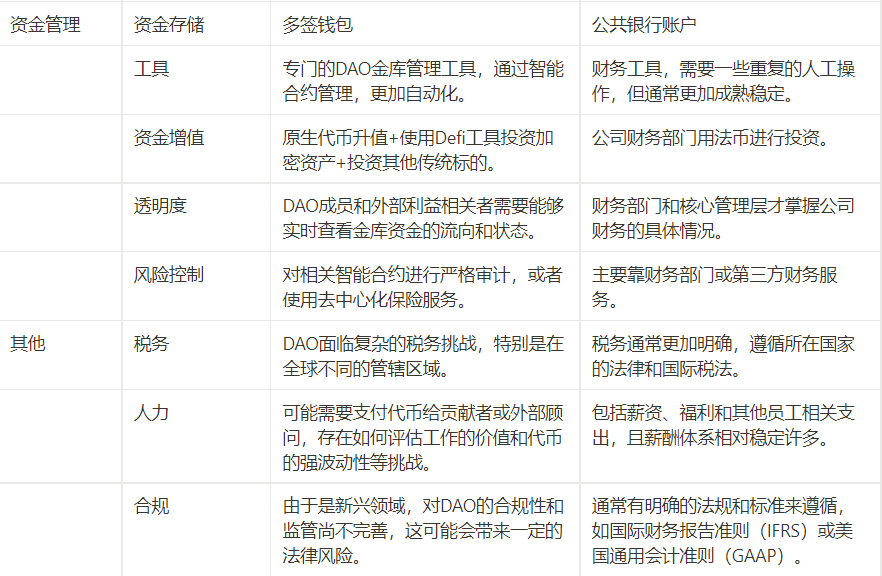 资金管理 资金存储 多签钱包 公共银行账户
工具 专门的DAO金库管理工具，通过智能 财务工具，需要一些重复的人工操
合约管理，更加自动化。 作，但通常更加成熟稳定。
资金增值 原生代币升值+使用Defi工具投资加 公司财务部门用法币进行投资。
密资产+投资其他传统标的。
透明度 DAO成员和外部利益相关者需要能够 财务部门和核心管理层才掌握公司
实时查看金库资金的流向和状态。 财务的具体情况。
风险控制 对相关智能合约进行严格审计，或者 主要靠财务部门或第三方财务服
使用去中心化保险服务。 务。
其他 税务 DAO面临复杂的税务挑战，特别是在 税务通常更加明确，遵循所在国家
全球不同的管辖区域。 的法律和国际税法。
人力 可能需要支付代币给贡献者或外部顾 包括薪资、福利和其他员工相关支
问，存在如何评估工作的价值和代币 出，且薪酬体系相对稳定许多。
的强波动性等挑战。
合规 由于是新兴领域，对DAO的合规性和 通常有明确的法规和标准来遵循，
监管尚不完善，这可能会带来一定的 如国际财务报告准则（IFRS）或美
法律风险。 国通用会计准则（GAAP）。